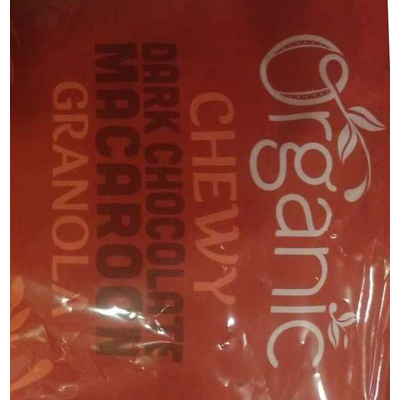 Organic
CHEWY
DARK CHOCOLATE
MACAROON
GRANOLA